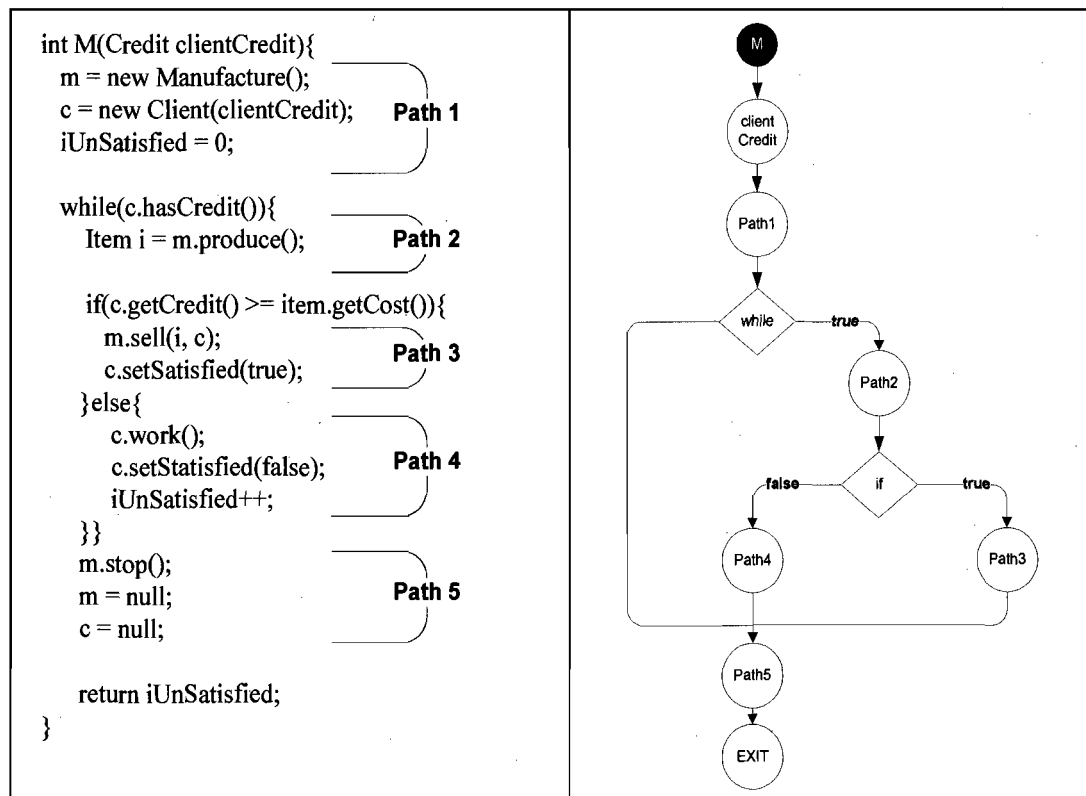 int M(Credit clientCredit){
m = new Manufacture();
c = new Client(clientCredit);
iUnSatisfied = 0;
Path 1
while(c.hasCredit()){
Item i = m.produce();
Path 2
if(c.getCredit() >= item.getCost()){
m.sell(i, c);
c.setSatisfied(true);
Path 3
}else{
c.work();
c.setStatisfied(false);
iUnSatisfied++;
Path 4
}}
m.stop();
m = null;
c = null;
Path 5
return iUnSatisfied;
}
M
client
Credit
Path1
while
true
Path2
false
if
true
Path4
Path3
Path5
EXIT